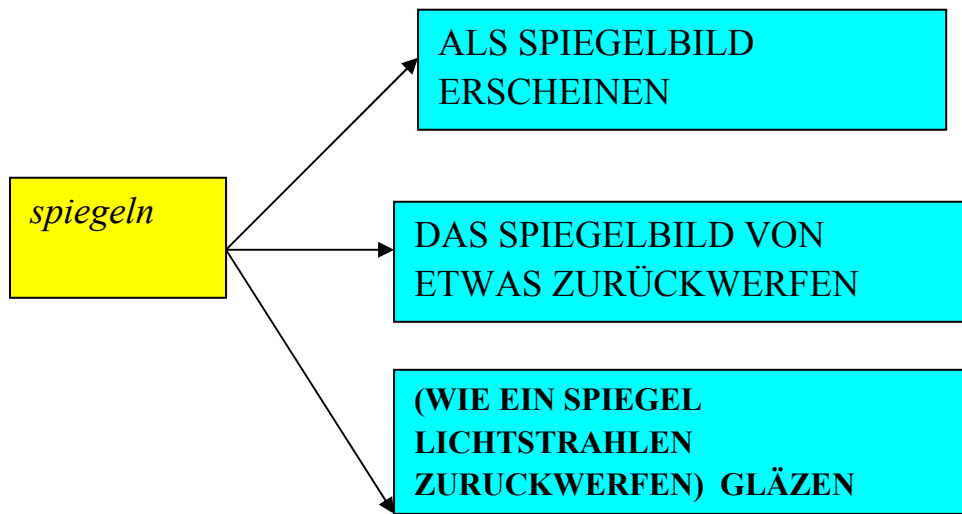 ALS SPIEGELBILD
ERSCHEINEN
spiegeln
DAS SPIEGELBILD VON
ETWAS ZURÜCKWERFEN
(WIE EIN SPIEGEL
LICHTSTRAHLEN
ZURUCKWERFEN) GLÄZEN